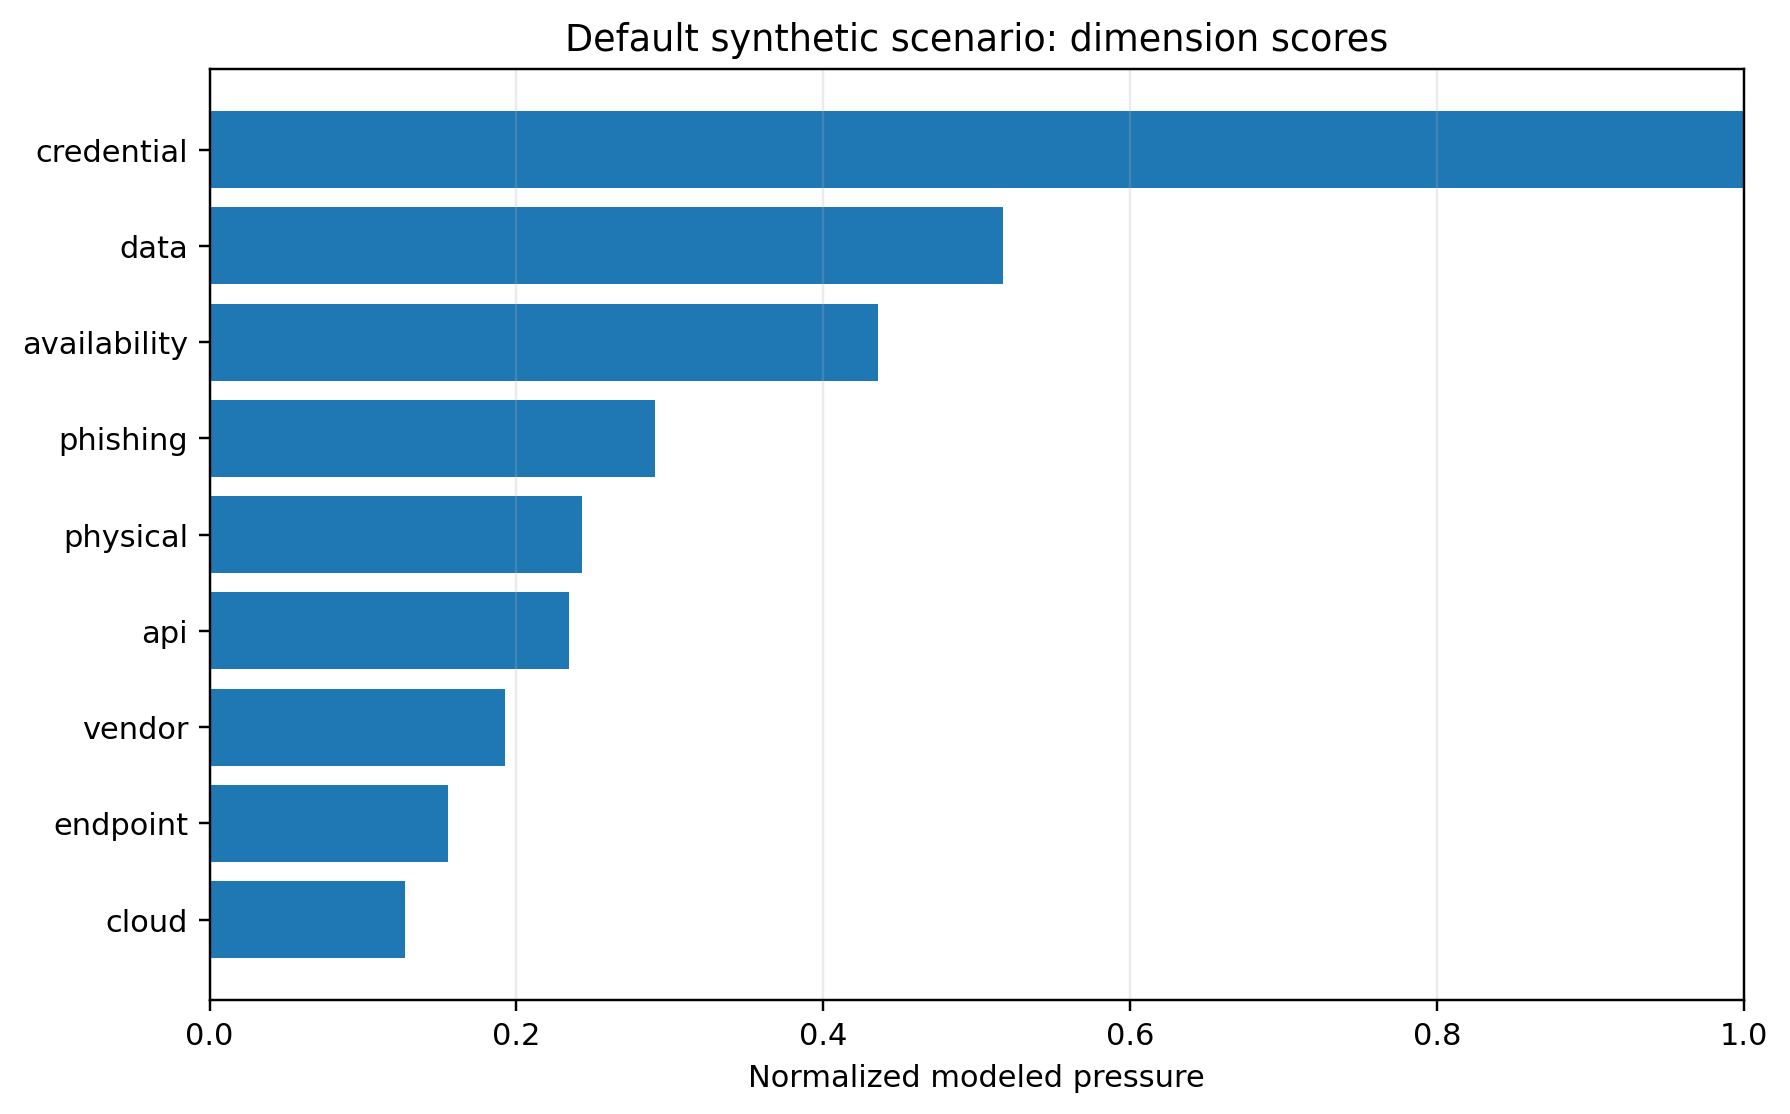 Default synthetic scenario: dimension scores
credential
data
availability
phishing
physical
api
vendor
endpoint
cloud
0.0 0.2 0.4 0.6 0.8 1.0
Normalized modeled pressure